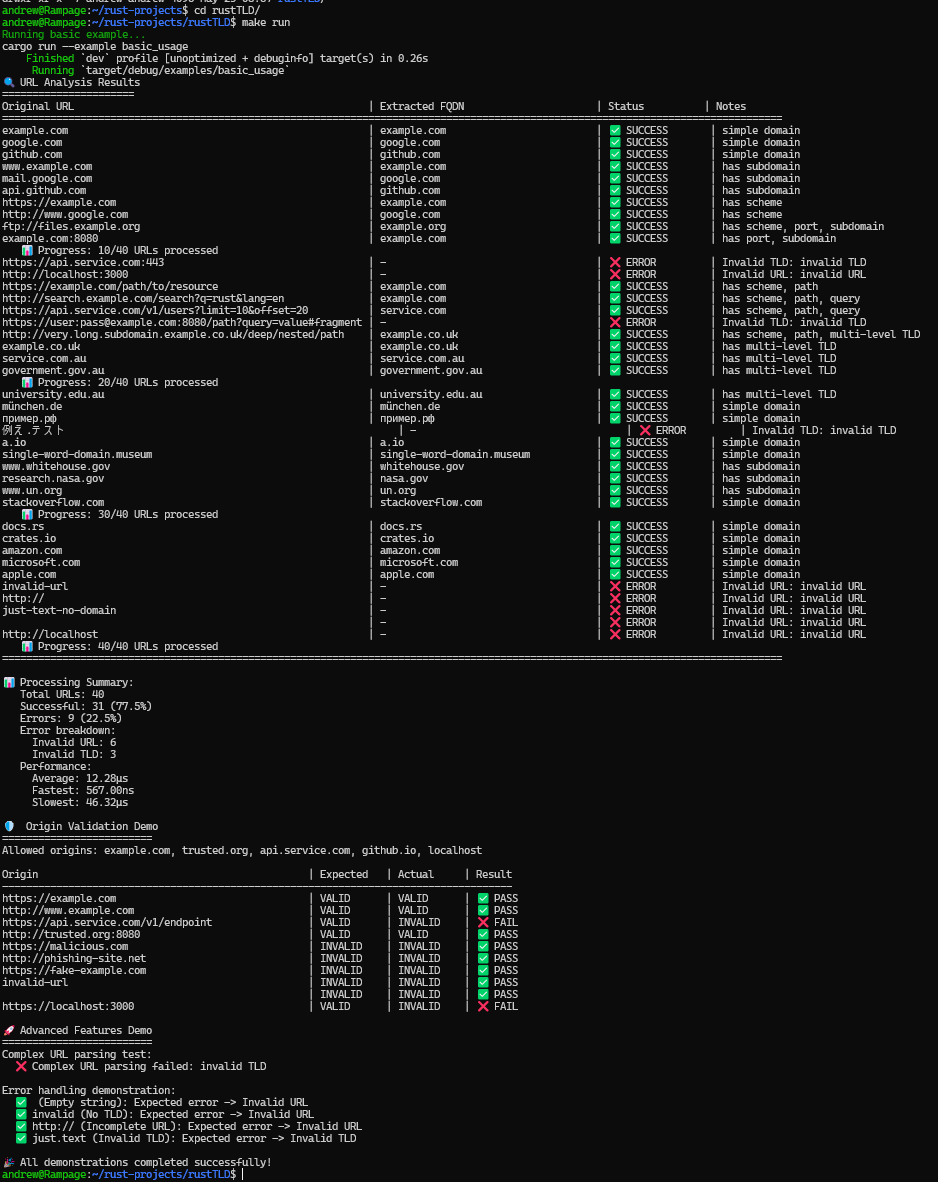 andrew@Rampage:~/rust-projects$ cd rustTLD/
andrew@Rampage:~/rust-projects/rustTLD$ make run
Running basic example...
cargo run --example basic_usage
    Finished `dev` profile [unoptimized + debuginfo] target(s) in 0.26s
     Running `target/debug/examples/basic_usage`
🔍 URL Analysis Results
======================
Original URL | Extracted FQDN | Status | Notes
==================================================================================================================================
example.com | example.com | ✅ SUCCESS | simple domain
google.com | google.com | ✅ SUCCESS | simple domain
github.com | github.com | ✅ SUCCESS | simple domain
www.example.com | example.com | ✅ SUCCESS | has subdomain
mail.google.com | google.com | ✅ SUCCESS | has subdomain
api.github.com | github.com | ✅ SUCCESS | has subdomain
https://example.com | example.com | ✅ SUCCESS | has scheme
http://www.google.com | google.com | ✅ SUCCESS | has scheme
ftp://files.example.org | example.org | ✅ SUCCESS | has scheme, port, subdomain
example.com:8080 | example.com | ✅ SUCCESS | has port, subdomain
📊 Progress: 10/40 URLs processed
https://api.service.com:443 | - | ❌ ERROR | Invalid TLD: invalid TLD
http://localhost:3000 | - | ❌ ERROR | Invalid URL: invalid URL
https://example.com/path/to/resource | example.com | ✅ SUCCESS | has scheme, path
http://search.example.com/search?q=rust&lang=en | example.com | ✅ SUCCESS | has scheme, path, query
https://api.service.com/v1/users?limit=10&offset=20 | service.com | ✅ SUCCESS | has scheme, path, query
https://user:pass@example.com:8080/path?query=value#fragment | - | ❌ ERROR | Invalid TLD: invalid TLD
http://very.long.subdomain.example.co.uk/deep/nested/path | example.co.uk | ✅ SUCCESS | has scheme, path, multi-level TLD
example.co.uk | example.co.uk | ✅ SUCCESS | has multi-level TLD
service.com.au | service.com.au | ✅ SUCCESS | has multi-level TLD
government.gov.au | government.gov.au | ✅ SUCCESS | has multi-level TLD
📊 Progress: 20/40 URLs processed
university.edu.au | university.edu.au | ✅ SUCCESS | has multi-level TLD
münchen.de | münchen.de | ✅ SUCCESS | simple domain
пример.рф | пример.рф | ✅ SUCCESS | simple domain
例え.テスト | - | ❌ ERROR | Invalid TLD: invalid TLD
a.io | a.io | ✅ SUCCESS | simple domain
single-word-domain.museum | single-word-domain.museum | ✅ SUCCESS | simple domain
www.whitehouse.gov | whitehouse.gov | ✅ SUCCESS | has subdomain
research.nasa.gov | nasa.gov | ✅ SUCCESS | has subdomain
www.un.org | un.org | ✅ SUCCESS | has subdomain
stackoverflow.com | stackoverflow.com | ✅ SUCCESS | simple domain
📊 Progress: 30/40 URLs processed
docs.rs | docs.rs | ✅ SUCCESS | simple domain
crates.io | crates.io | ✅ SUCCESS | simple domain
amazon.com | amazon.com | ✅ SUCCESS | simple domain
microsoft.com | microsoft.com | ✅ SUCCESS | simple domain
apple.com | apple.com | ✅ SUCCESS | simple domain
invalid-url | - | ❌ ERROR | Invalid URL: invalid URL
http:// | - | ❌ ERROR | Invalid URL: invalid URL
just-text-no-domain | - | ❌ ERROR | Invalid URL: invalid URL
| - | ❌ ERROR | Invalid URL: invalid URL
http://localhost | - | ❌ ERROR | Invalid URL: invalid URL
📊 Progress: 40/40 URLs processed
==================================================================================================================================
📊 Processing Summary:
Total URLs: 40
Successful: 31 (77.5%)
Errors: 9 (22.5%)
Error breakdown:
Invalid URL: 6
Invalid TLD: 3
Performance:
Average: 12.28µs
Fastest: 567.00ns
Slowest: 46.32µs
🛡️ Origin Validation Demo
=========================
Allowed origins: example.com, trusted.org, api.service.com, github.io, localhost
Origin | Expected | Actual | Result
-------------------------------------------------------------------------------------
https://example.com | VALID | VALID | ✅ PASS
http://www.example.com | VALID | VALID | ✅ PASS
https://api.service.com/v1/endpoint | VALID | INVALID | ❌ FAIL
http://trusted.org:8080 | VALID | VALID | ✅ PASS
https://malicious.com | INVALID | INVALID | ✅ PASS
http://phishing-site.net | INVALID | INVALID | ✅ PASS
https://fake-example.com | INVALID | INVALID | ✅ PASS
invalid-url | INVALID | INVALID | ✅ PASS
| INVALID | INVALID | ✅ PASS
https://localhost:3000 | VALID | INVALID | ❌ FAIL
🚀 Advanced Features Demo
=========================
Complex URL parsing test:
❌ Complex URL parsing failed: invalid TLD
Error handling demonstration:
✅  (Empty string): Expected error -> Invalid URL
✅ invalid (No TLD): Expected error -> Invalid URL
✅ http:// (Incomplete URL): Expected error -> Invalid URL
✅ just.text (Invalid TLD): Expected error -> Invalid TLD
🎉 All demonstrations completed successfully!
andrew@Rampage:~/rust-projects/rustTLD$